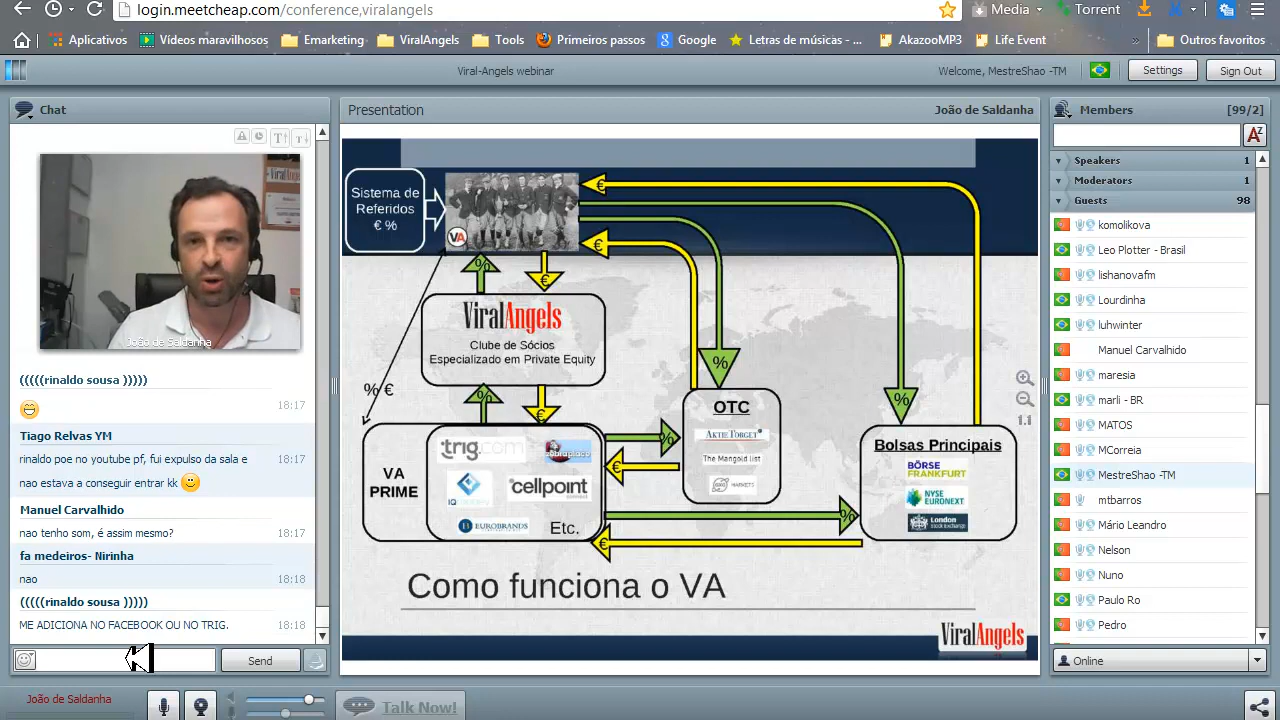 login.meetcheap.com/conference,viralangels
Media
Torrent
Aplicativos
Vídeos maravilhosos
Emarketing
ViralAngels
Tools
Primeiros passos
Google
Letras de músicas - ...
AkazooMP3
Life Event
»
Outros favoritos
Viral-Angels webinar
Welcome, MestreShao -TM
Settings
Sign Out
Chat
João de Saldanha
(((((rinaldo sousa )))))
18:17
Tiago Relvas YM
rinaldo poe no youtube pf, fui expulso da sala e
18:17
nao estava a conseguir entrar kk
Manuel Carvalhido
nao tenho som, é assim mesmo?
18:17
fa medeiros- Nirinha
nao
18:18
(((((rinaldo sousa )))))
ME ADICIONA NO FACEBOOK OU NO TRIG.
18:18
Send
João de Saldanha
Talk Now!
Presentation
João de Saldanha
Sistema de
Referidos
€ %
VA
€
€
%
€
ViralAngels
Clube de Sócios
Especializado em Private Equity
% €
%
€
%
%
VA
PRIME
trig.com
cellpoint
EUROBRANDS
Etc.
%
€
OTC
AKTIETORGET
The Mangold list
MARKETS
Bolsas Principais
BÖRSE
FRANKFURT
NYSE
EURONEXT
London
Stock Exchange
%
€
Como funciona o VA
ViralAngels
1.1
Members
[99/2]
AZ
Speakers
1
Moderators
1
Guests
98
komolikova
Leo Plotter - Brasil
lishanovafm
Lourdinha
luhwinter
Manuel Carvalhido
maresia
marli - BR
MATOS
MCorreia
MestreShao -TM
mtbarros
Mário Leandro
Nelson
Nuno
Paulo Ro
Pedro
Online